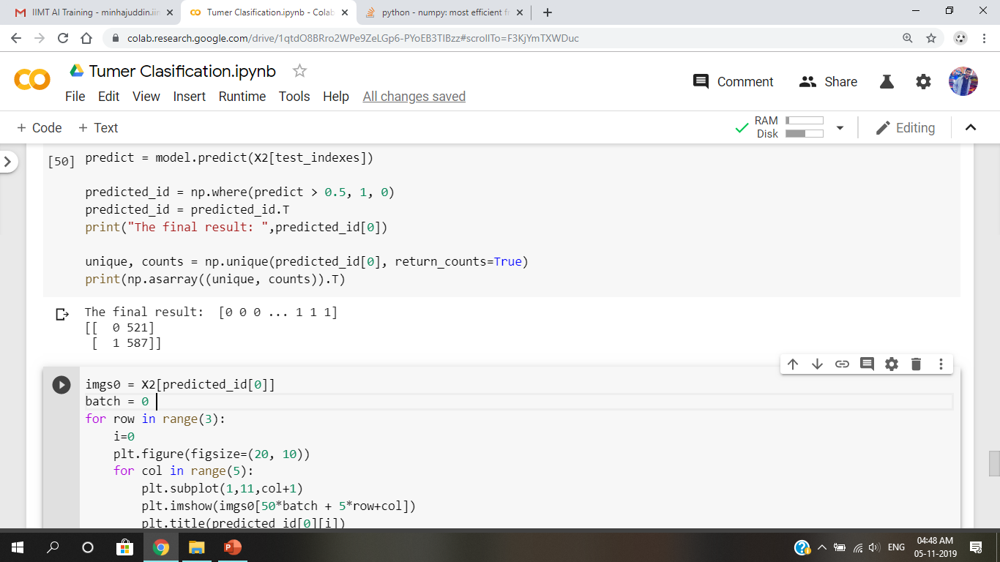 IIMT AI Training - minhajuddin.iim
Tumer Clasification.ipynb - Colab
python - numpy: most efficient f
colab.research.google.com/drive/1qtdO8BRro2WPe9ZeLGp6-PYoEB3TIBzz#scrollTo=F3KjYmTXWDuc
Tumer Clasification.ipynb
Comment
Share
File Edit View Insert Runtime Tools Help All changes saved
+ Code + Text
RAM
Disk
Editing
[50] predict = model.predict(X2[test_indexes])
predicted_id = np.where(predict > 0.5, 1, 0)
predicted_id = predicted_id.T
print("The final result: ",predicted_id[0])
unique, counts = np.unique(predicted_id[0], return_counts=True)
print(np.asarray((unique, counts)).T)
The final result:  [0 0 0 ... 1 1 1]
[[  0 521]
 [  1 587]]
imgs0 = X2[predicted_id[0]]
batch = 0
for row in range(3):
    i=0
    plt.figure(figsize=(20, 10))
    for col in range(5):
        plt.subplot(1,11,col+1)
        plt.imshow(imgs0[50*batch + 5*row+col])
        plt.title(predicted_id[0][i])
ENG
04:48 AM
05-11-2019